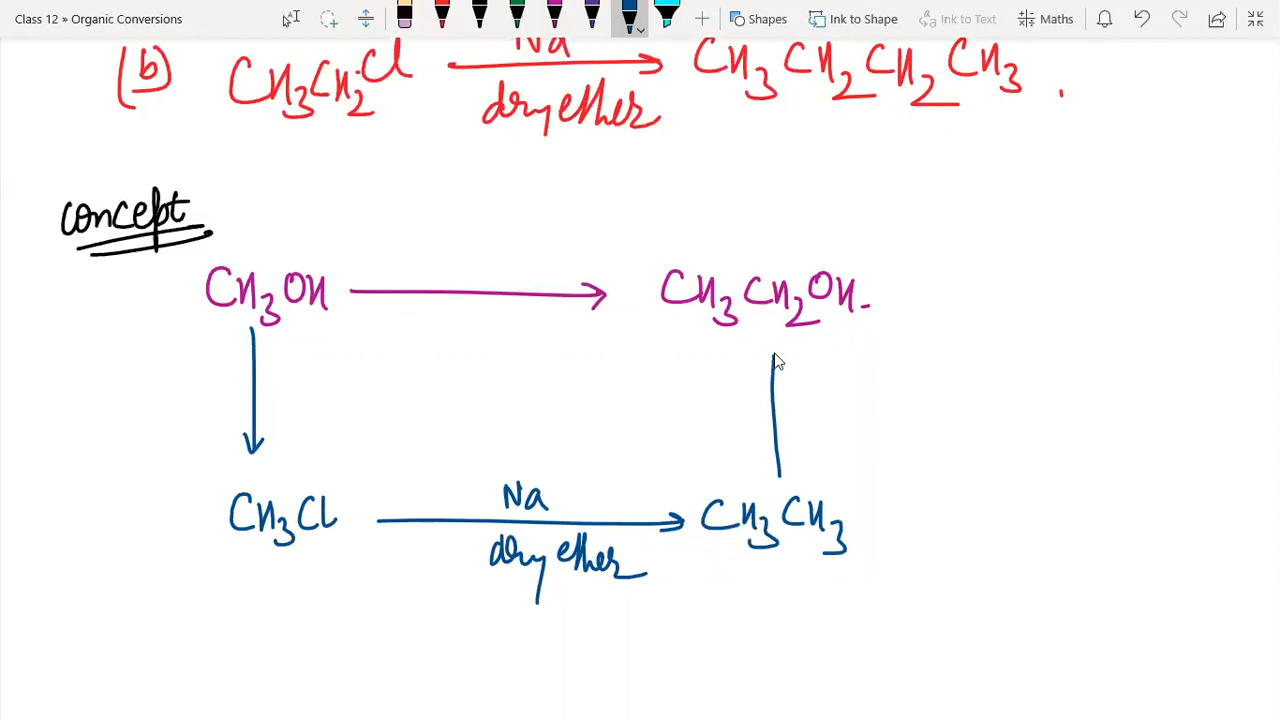 Class 12 » Organic Conversions
Shapes
Ink to Shape
Ink to Text
Maths
(b) CH3CH2Cl Na CH3CH2CH2CH3.
dry ether
concept
CH3OH CH3CH2OH.
Na
CH3Cl CH3CH3
dry ether